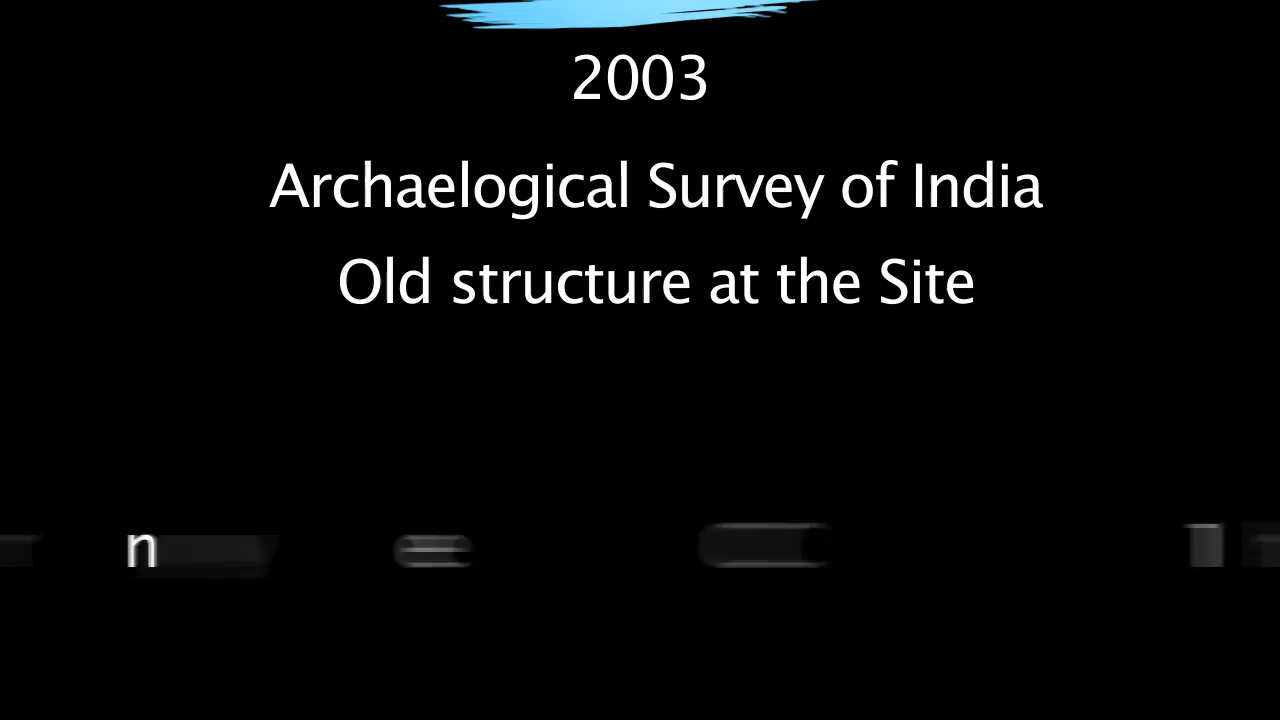 2003
Archaelogical Survey of India
Old structure at the Site